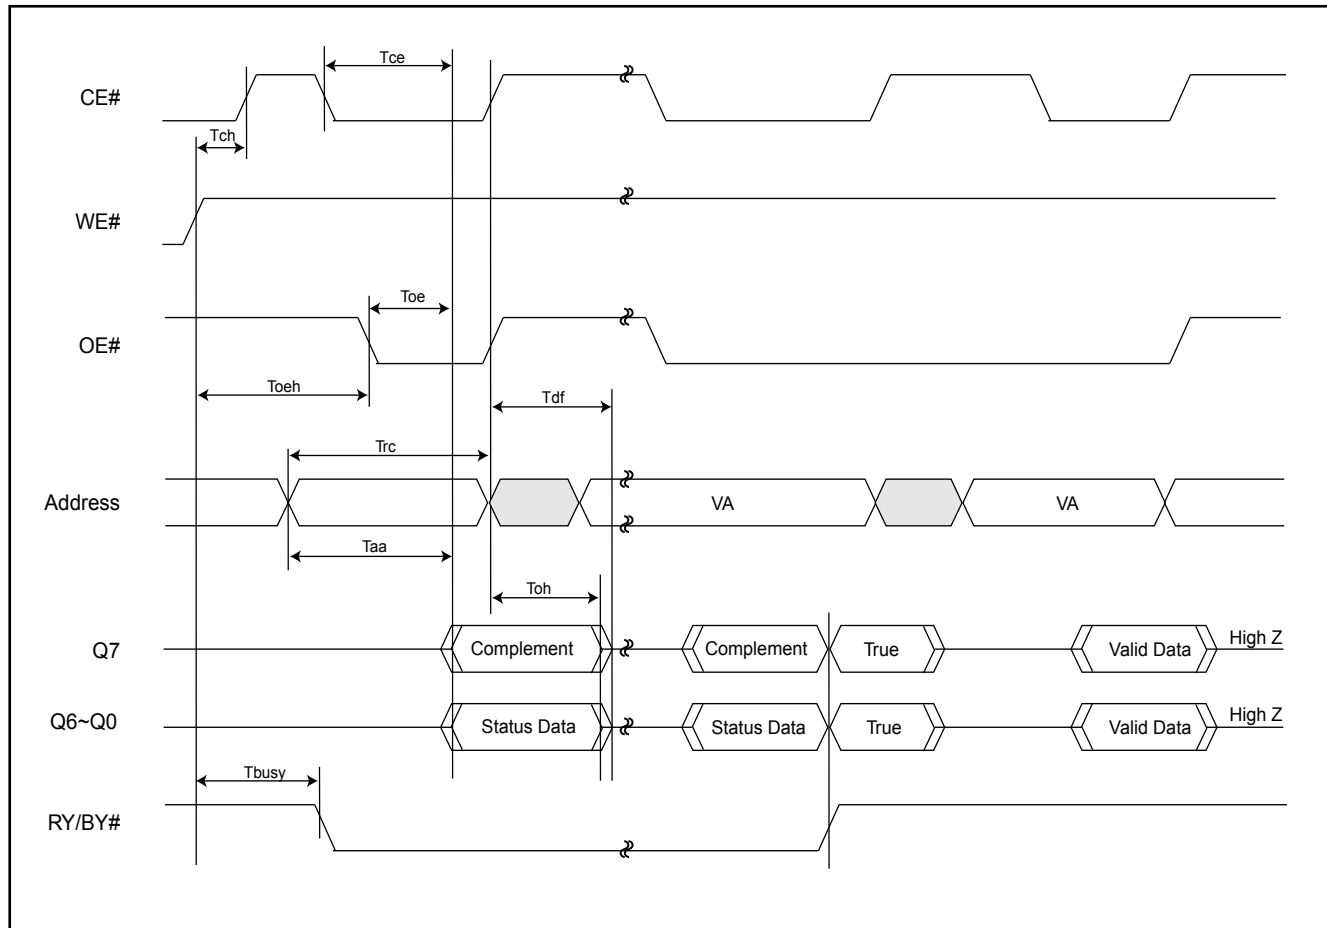 Tce
CE#
Tch
WE#
Toe
OE#
Toeh
Tdf
Trc
Address
VA
VA
Taa
Toh
Q7
Complement
Complement
True
Valid Data
High Z
Q6~Q0
Status Data
Status Data
True
Valid Data
High Z
Tbusy
RY/BY#